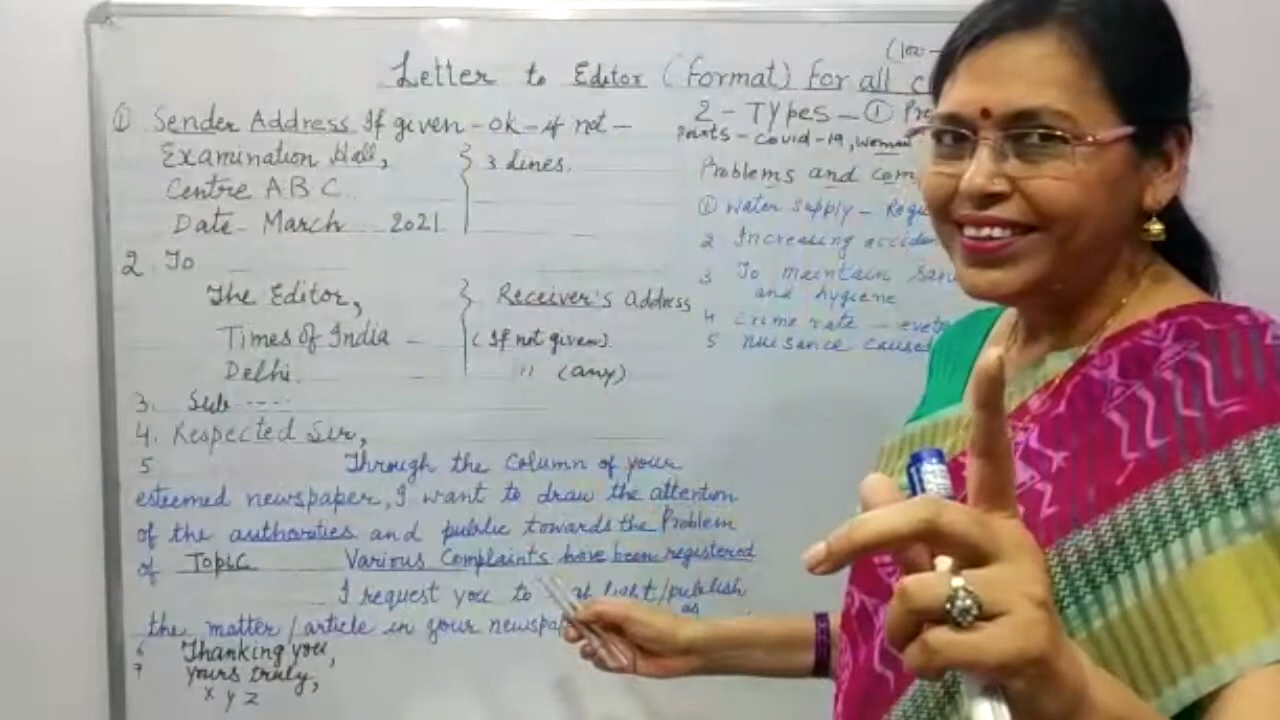 (100-
Letter to Editor (Format) For all c
① Sender Address If given - ok - if not -
Examination Hall,
Centre A B C
Date - March 2021
3 lines.
2 - Types - ① Pr
Points - Covid-19, woman
Problems and com
① Water supply - Requ
2 Increasing acciden
3 To maintain san
and hygiene
4 Crime rate - eve
5 Nuisance caused
2. To
The Editor,
Times of India -
Delhi.
Receiver's Address
(If not given).
" (any)
3. Sub ----
4. Respected Sir,
5 Through the column of your
esteemed newspaper, I want to draw the attention
of the authorities and public towards the Problem
of Topic Various Complaints have been registered
I request you to light/publish
as
the matter/article in your newspap
6 Thanking you,
7 yours truly,
x y z